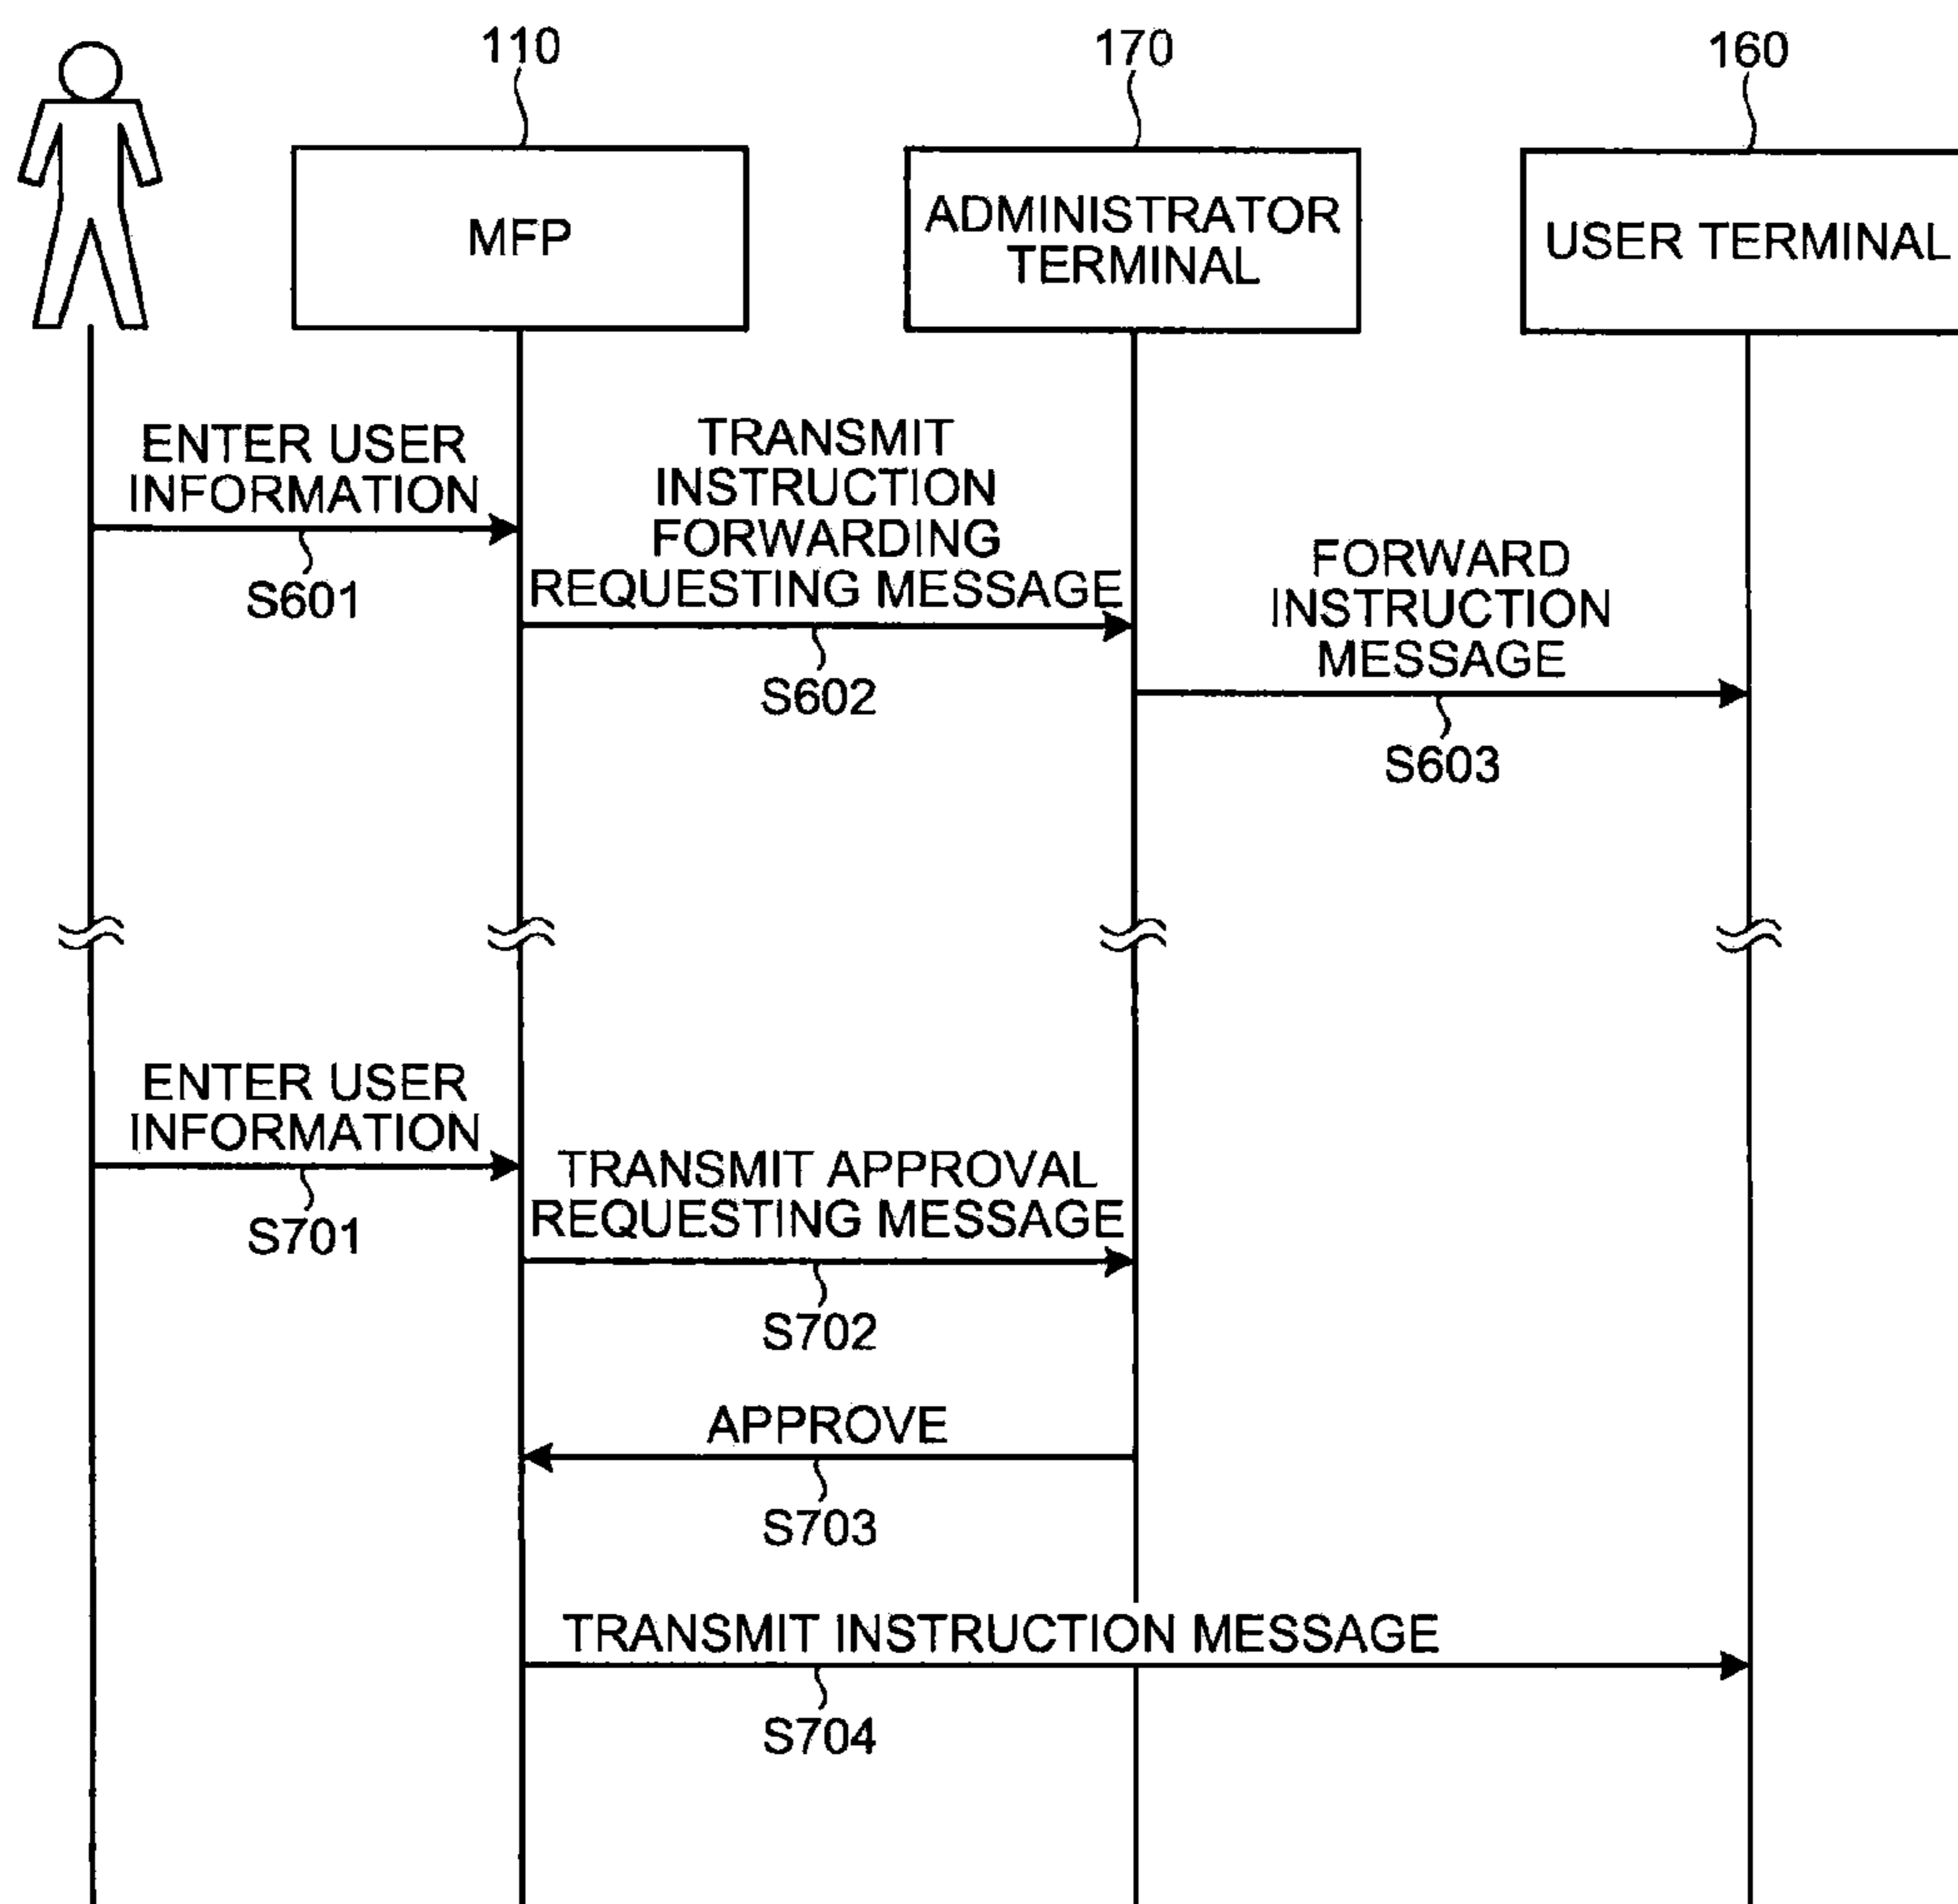 110
170
160
MFP
ADMINISTRATOR
TERMINAL
USER TERMINAL
ENTER USER
INFORMATION
S601
TRANSMIT
INSTRUCTION
FORWARDING
REQUESTING MESSAGE
S602
FORWARD
INSTRUCTION
MESSAGE
S603
ENTER USER
INFORMATION
S701
TRANSMIT APPROVAL
REQUESTING MESSAGE
S702
APPROVE
S703
TRANSMIT INSTRUCTION MESSAGE
S704